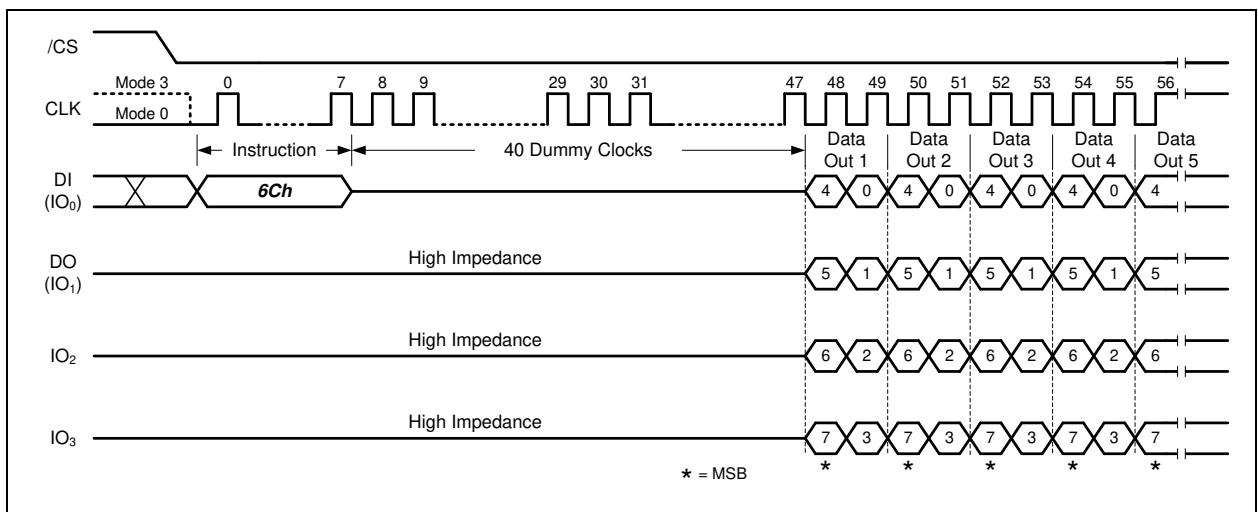 /CS
Mode 3 0 7 8 9 29 30 31 47 48 49 50 51 52 53 54 55 56
CLK
Mode 0
Instruction 40 Dummy Clocks
Data Out 1 Data Out 2 Data Out 3 Data Out 4 Data Out 5
DI (IO₀) 6Ch 4 0 4 0 4 0 4 0 4
DO (IO₁) High Impedance 5 1 5 1 5 1 5 1 5
IO₂ High Impedance 6 2 6 2 6 2 6 2 6
IO₃ High Impedance 7 3 7 3 7 3 7 3 7
* * * * *
* = MSB